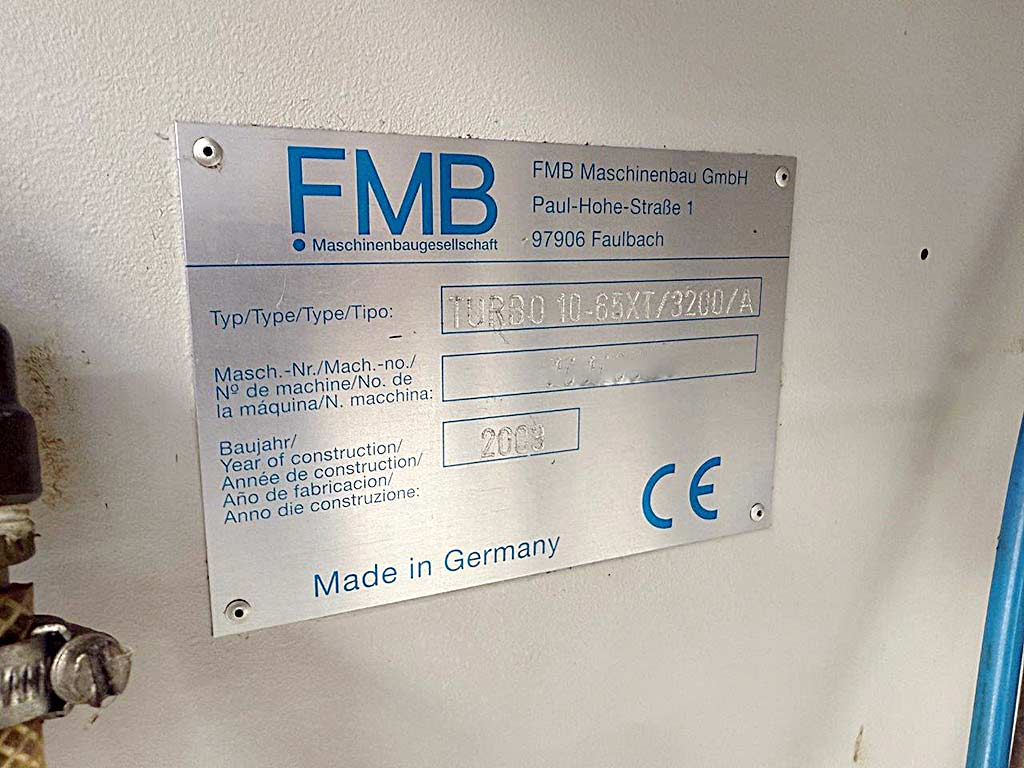 FMB
Maschinenbaugesellschaft
FMB Maschinenbau GmbH
Paul-Hohe-Straße 1
97906 Faulbach
Typ/Type/Type/Tipo: TURBO 10-65XT/3200/A
Masch.-Nr./Mach.-no./
Nº de machine/No. de
la máquina/N. macchina:
Baujahr/
Year of construction/
Année de construction/
Año de fabricacion/
Anno die construzione:
2009
CE
Made in Germany